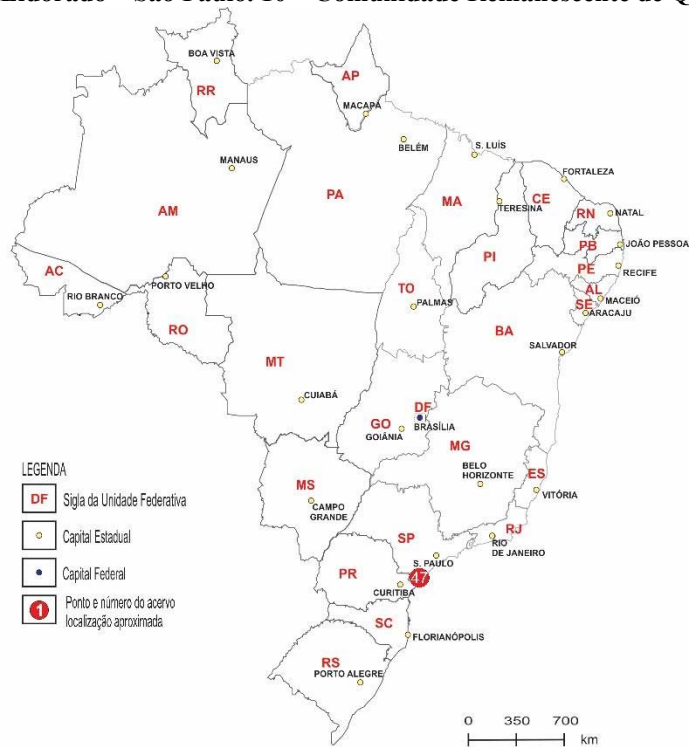 Eldorado – São Paulo. 10 – Comunidade Remanescente de Q
BOA VISTA
RR
AP
MACAPÁ
BELÉM
S. LUÍS
FORTALEZA
MANAUS
AM
PA
MA
TERESINA
CE
RN
NATAL
PB
JOÃO PESSOA
PI
PE
RECIFE
AC
PORTO VELHO
RIO BRANCO
RO
TO
PALMAS
AL
MACEIÓ
SE
ARACAJU
BA
SALVADOR
MT
CUIABÁ
GO
GOIÂNIA
DF
BRASÍLIA
MG
BELO
HORIZONTE
ES
VITÓRIA
MS
CAMPO
GRANDE
SP
S. PAULO
RJ
RIO
DE JANEIRO
47
PR
CURITIBA
SC
FLORIANÓPOLIS
RS
PORTO ALEGRE
LEGENDA
DF Sigla da Unidade Federativa
Capital Estadual
Capital Federal
1 Ponto e número do acervo
localização aproximada
0 350 700
km